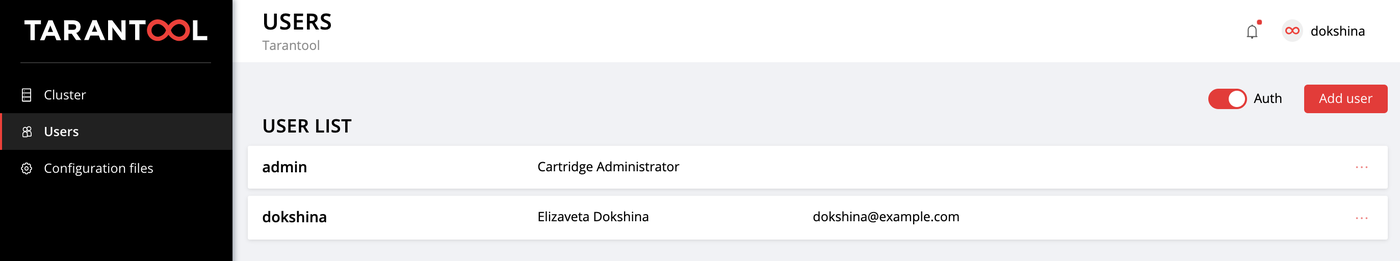 TARANTOOL
Cluster
Users
Configuration files
USERS
Tarantool
dokshina
Auth
Add user
USER LIST
admin Cartridge Administrator ...
dokshina Elizaveta Dokshina dokshina@example.com ...